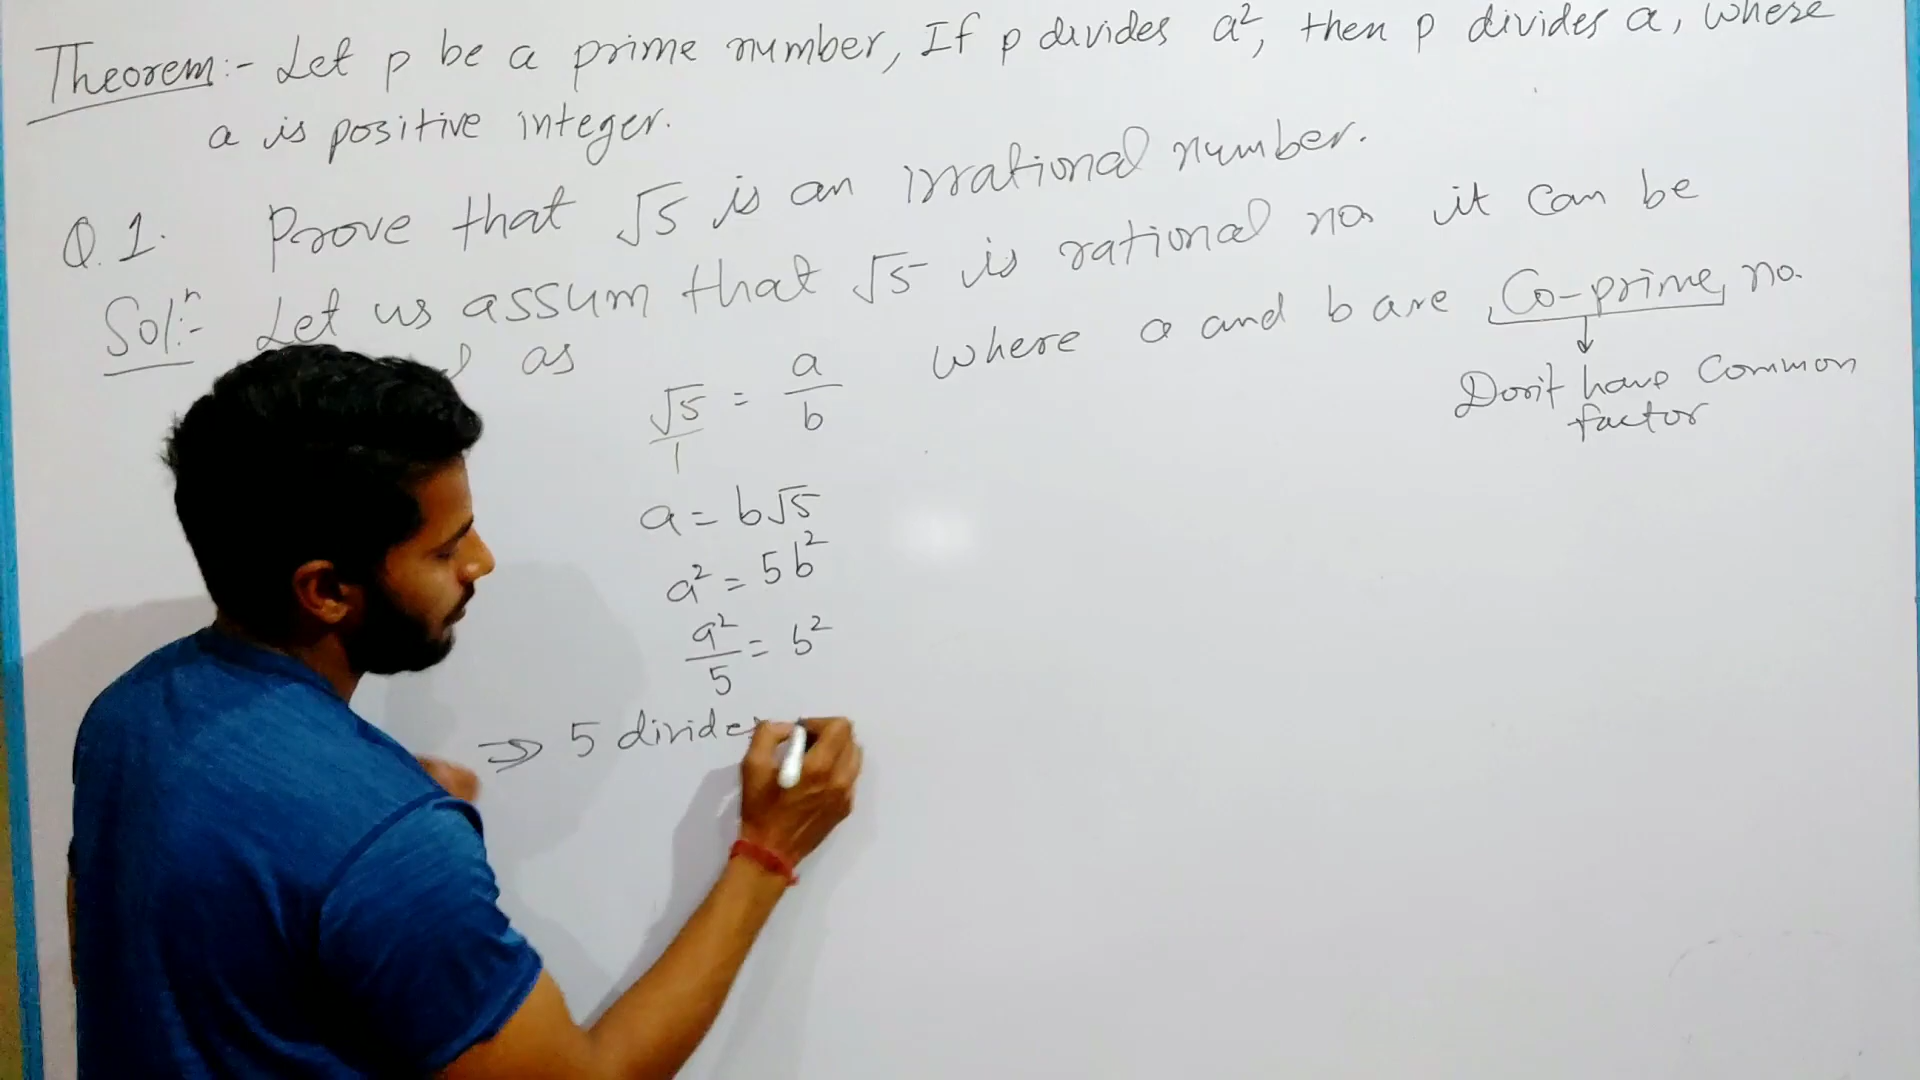 Theorem:- Let p be a prime number, If p divides a², then p divides a, where
a is positive integer.
Q.1. Prove that √5 is an irrational number.
Solⁿ:- Let us assum that √5 is rational no. it can be
as
√5/1 = a/b where a and b are Co-prime no.
Don't have common
factor
a = b√5
a² = 5b²
a²/5 = b²
⇒ 5 divides